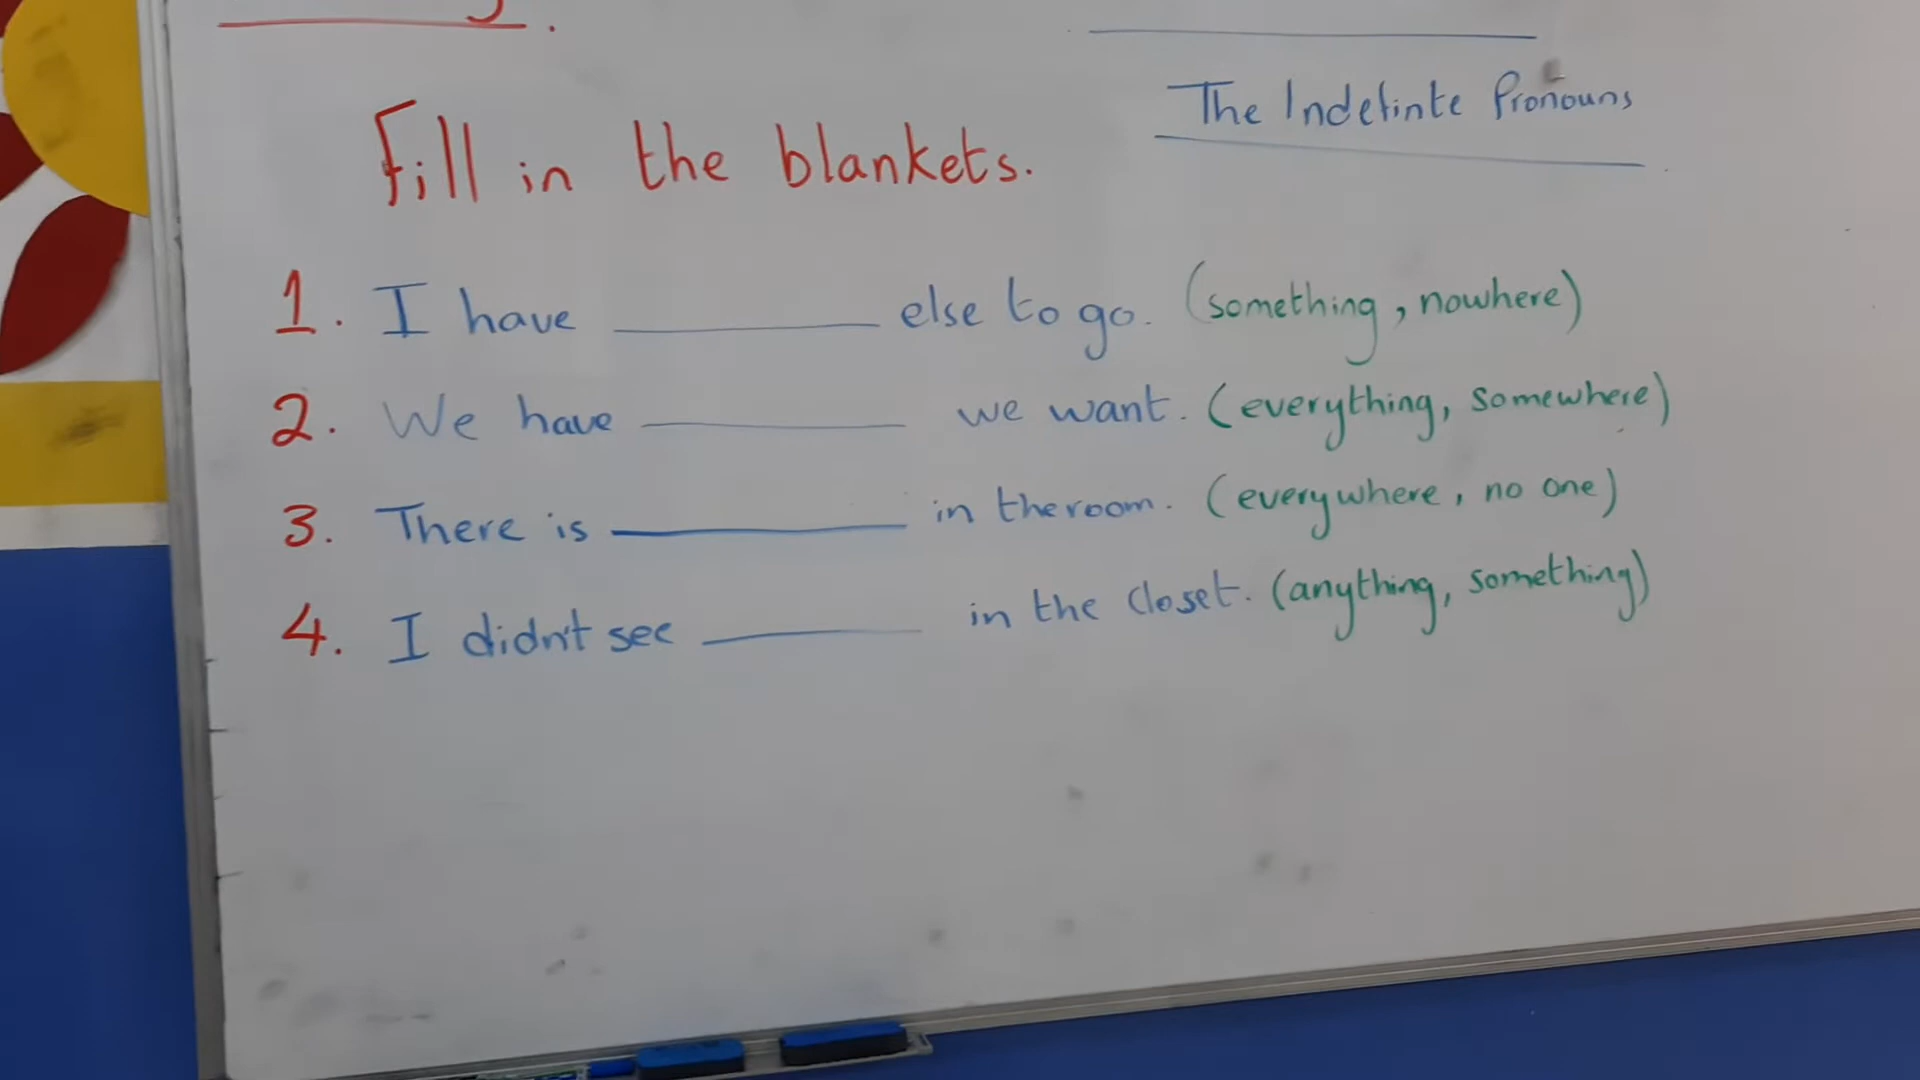 The Indefinte Pronouns
Fill in the blankets.
1. I have ________ else to go. (something, nowhere)
2. We have ________ we want. (everything, somewhere)
3. There is ________ in the room. (everywhere, no one)
4. I didn't see ________ in the closet. (anything, something)